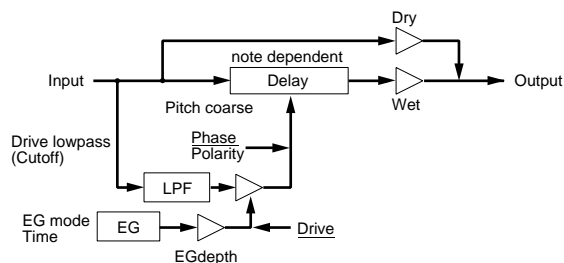 Dry
note dependent
Input
Delay
Output
Pitch coarse
Wet
Drive lowpass
(Cutoff)
Phase
Polarity
LPF
EG mode
Time
EG
Drive
EGdepth